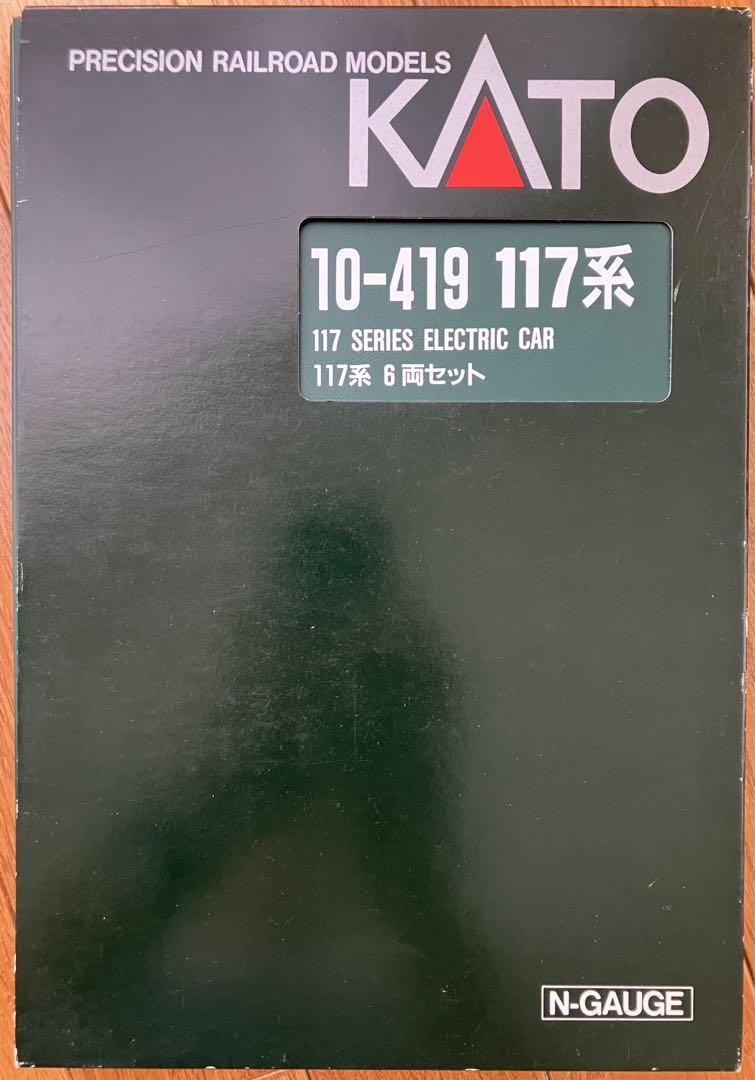 PRECISION RAILROAD MODELS
KATO
10-419 117系
117 SERIES ELECTRIC CAR
117系 6両セット
N-GAUGE